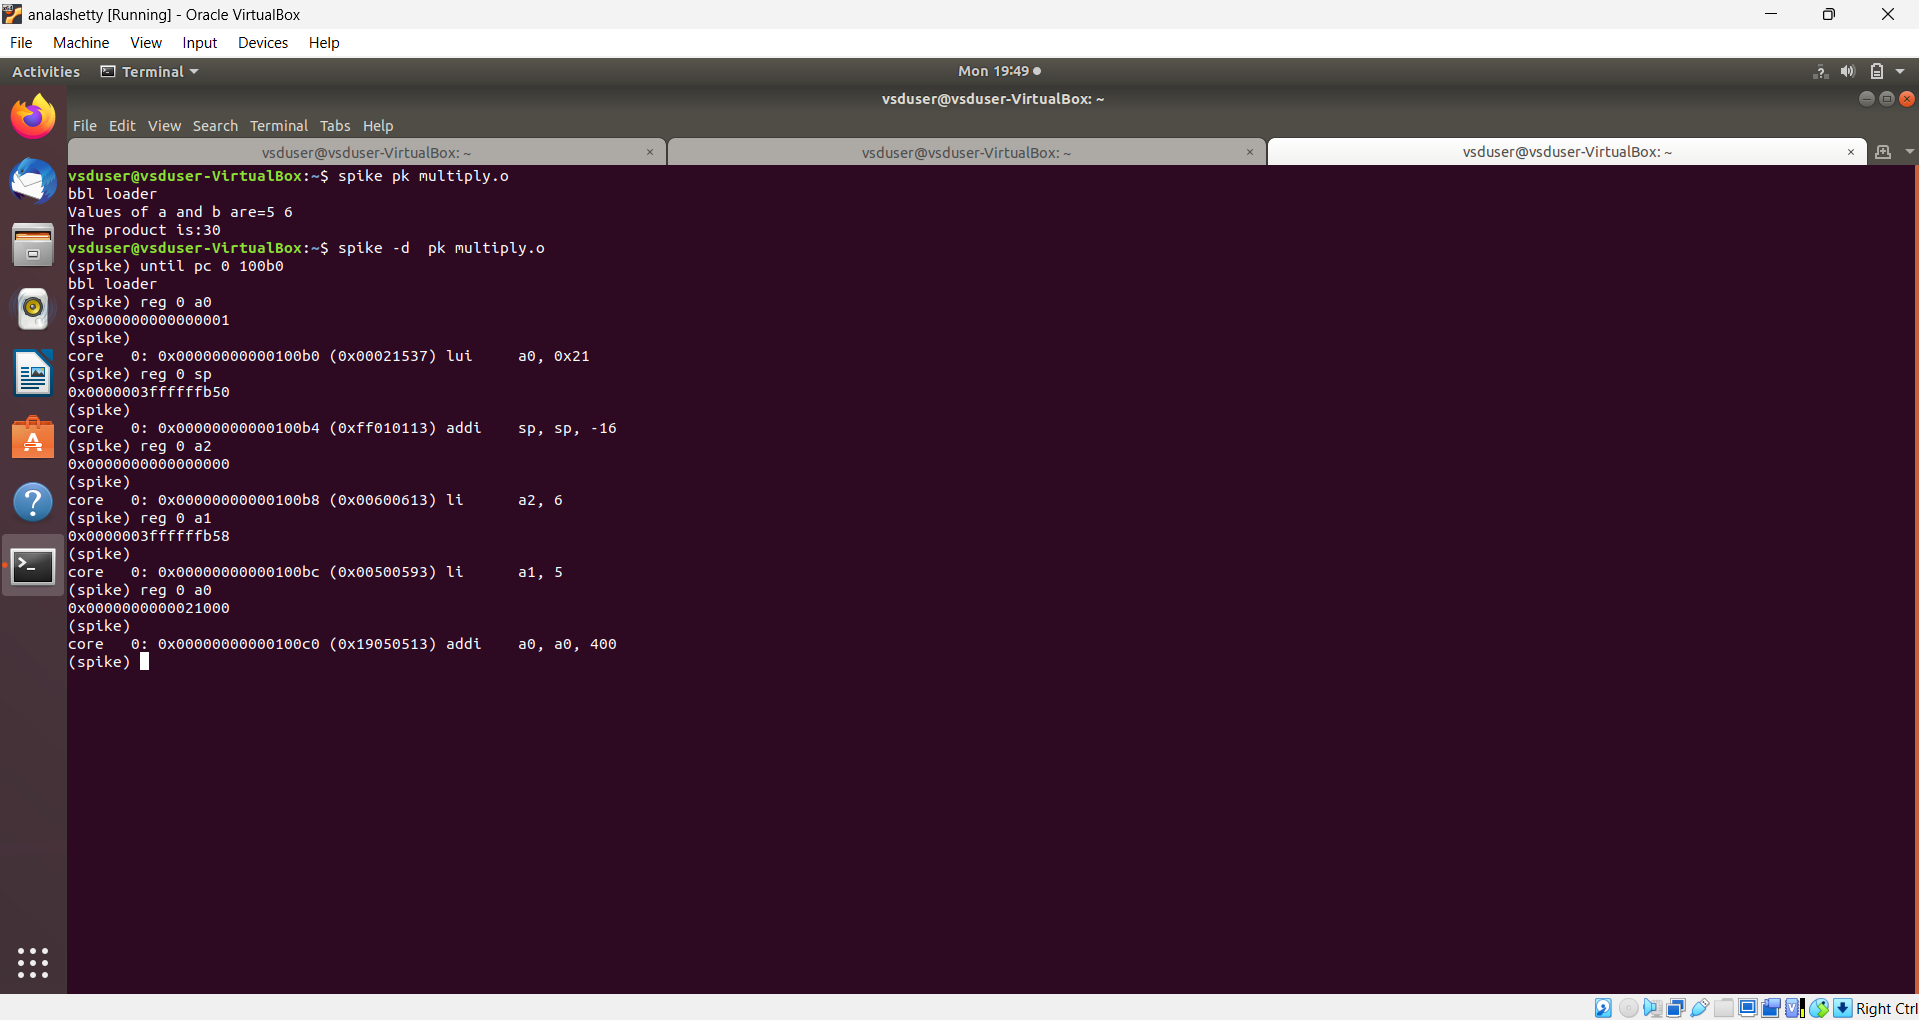 analashetty [Running] - Oracle VirtualBox
File Machine View Input Devices Help
Activities Terminal Mon 19:49
vsduser@vsduser-VirtualBox: ~
File Edit View Search Terminal Tabs Help
vsduser@vsduser-VirtualBox: ~ × vsduser@vsduser-VirtualBox: ~ × vsduser@vsduser-VirtualBox: ~ ×
vsduser@vsduser-VirtualBox:~$ spike pk multiply.o
bbl loader
Values of a and b are=5 6
The product is:30
vsduser@vsduser-VirtualBox:~$ spike -d  pk multiply.o
(spike) until pc 0 100b0
bbl loader
(spike) reg 0 a0
0x0000000000000001
(spike)
core   0: 0x00000000000100b0 (0x00021537) lui     a0, 0x21
(spike) reg 0 sp
0x0000003ffffffb50
(spike)
core   0: 0x00000000000100b4 (0xff010113) addi    sp, sp, -16
(spike) reg 0 a2
0x0000000000000000
(spike)
core   0: 0x00000000000100b8 (0x00600613) li      a2, 6
(spike) reg 0 a1
0x0000003ffffffb58
(spike)
core   0: 0x00000000000100bc (0x00500593) li      a1, 5
(spike) reg 0 a0
0x0000000000021000
(spike)
core   0: 0x00000000000100c0 (0x19050513) addi    a0, a0, 400
(spike)
Right Ctrl